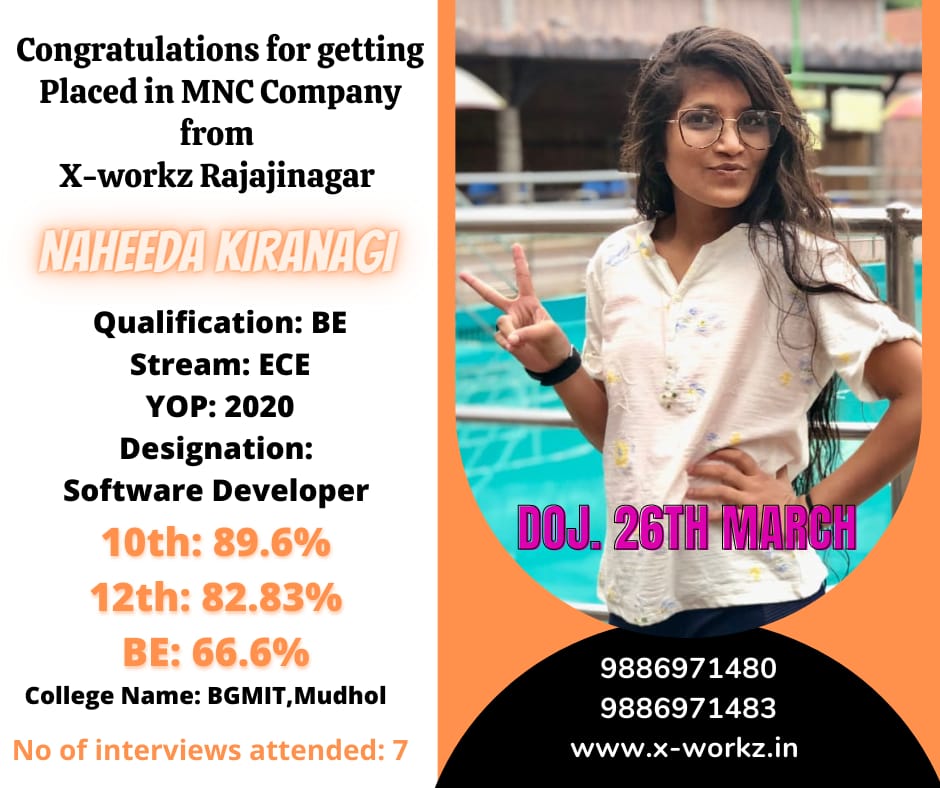 Congratulations for getting
Placed in MNC Company
from
X-workz Rajajinagar
NAHEEDA KIRANAGI
Qualification: BE
Stream: ECE
YOP: 2020
Designation:
Software Developer
10th: 89.6%
12th: 82.83%
BE: 66.6%
College Name: BGMIT,Mudhol
No of interviews attended: 7
DOJ. 26TH MARCH
9886971480
9886971483
www.x-workz.in